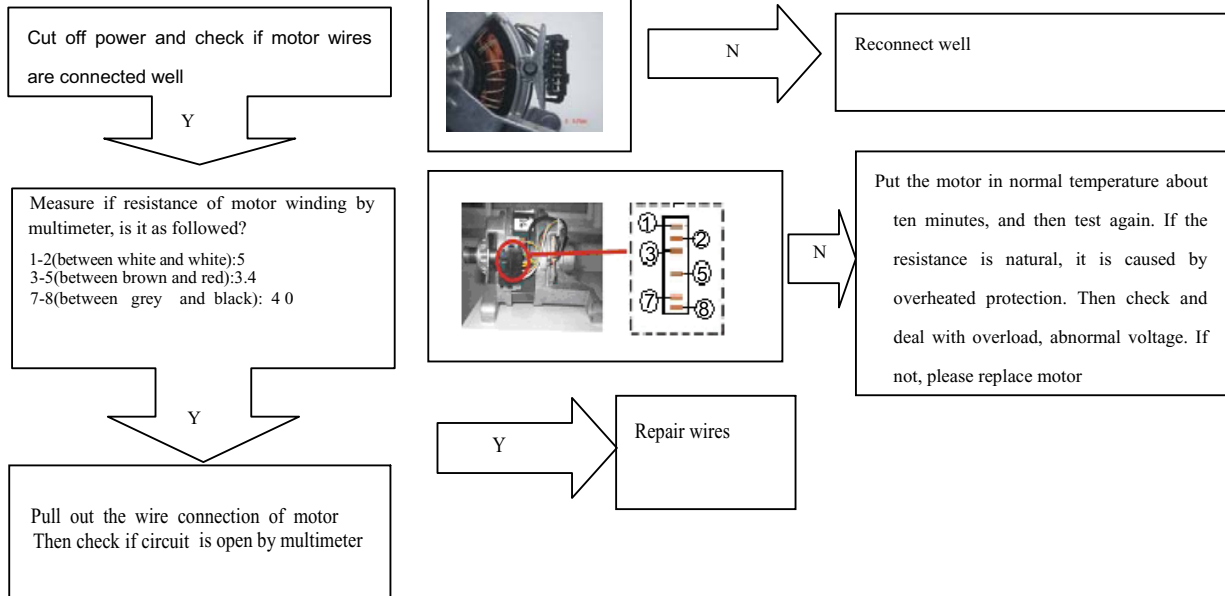 Cut off power and check if motor wires
are connected well
N
Reconnect well
Y
Measure if resistance of motor winding by
multimeter, is it as followed?
1-2(between white and white):5
3-5(between brown and red):3.4
7-8(between grey and black): 4 0
①
②
③
⑤
⑦
⑧
N
Put the motor in normal temperature about
ten minutes, and then test again. If the
resistance is natural, it is caused by
overheated protection. Then check and
deal with overload, abnormal voltage. If
not, please replace motor
Y
Y
Repair wires
Pull out the wire connection of motor
Then check if circuit is open by multimeter